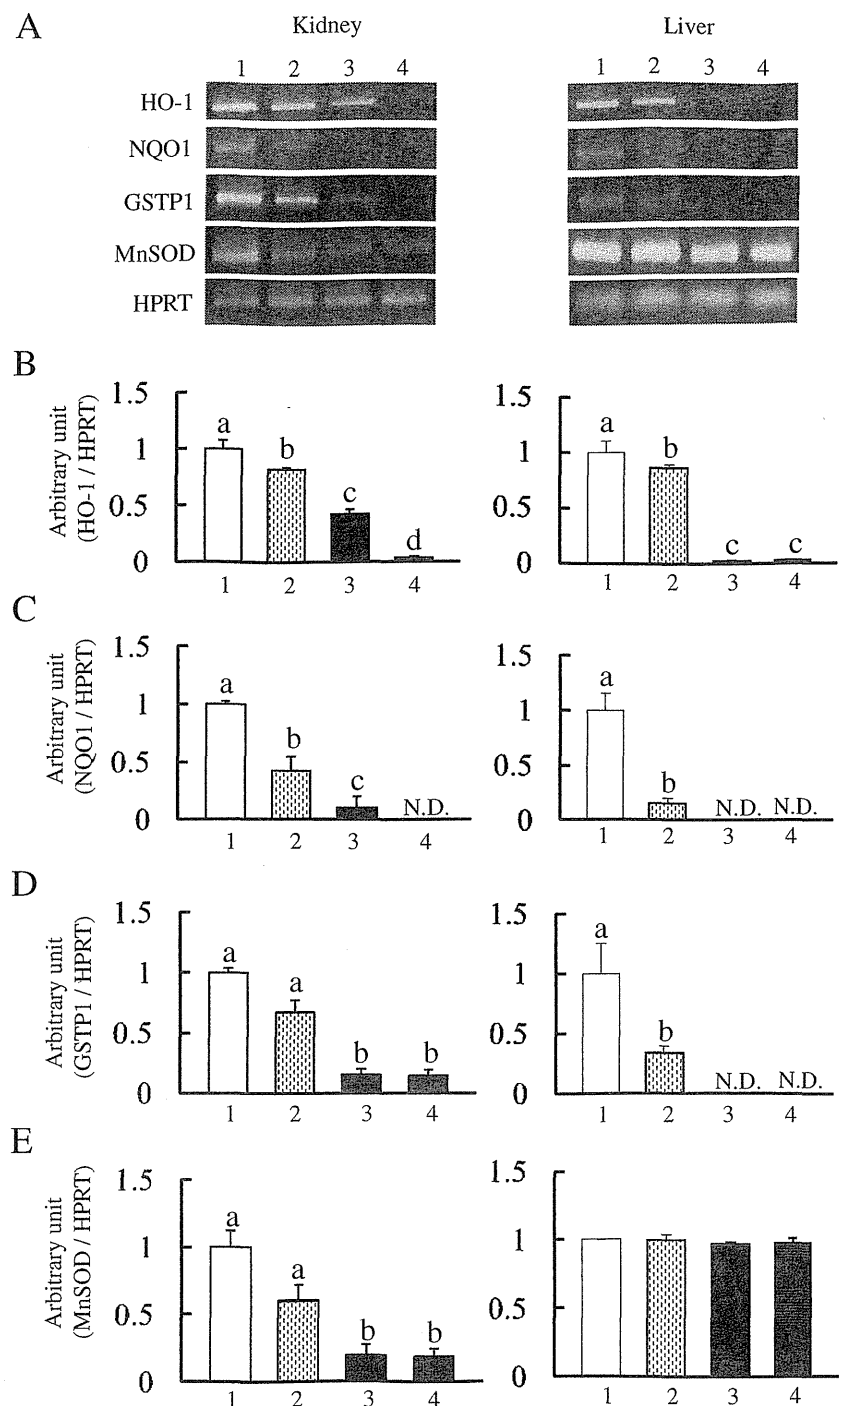 A
Kidney Liver
1 2 3 4 1 2 3 4
HO-1
NQO1
GSTP1
MnSOD
HPRT
B
Arbitrary unit
(HO-1 / HPRT)
1.5
1
0.5
0
a b c d
1 2 3 4
1.5
1
0.5
0
a b c c
1 2 3 4
C
Arbitrary unit
(NQO1 / HPRT)
1.5
1
0.5
0
a b c N.D.
1 2 3 4
1.5
1
0.5
0
a b N.D. N.D.
1 2 3 4
D
Arbitrary unit
(GSTP1 / HPRT)
1.5
1
0.5
0
a a b b
1 2 3 4
1.5
1
0.5
0
a b N.D. N.D.
1 2 3 4
E
Arbitrary unit
(MnSOD / HPRT)
1.5
1
0.5
0
a a b b
1 2 3 4
1.5
1
0.5
0
1 2 3 4